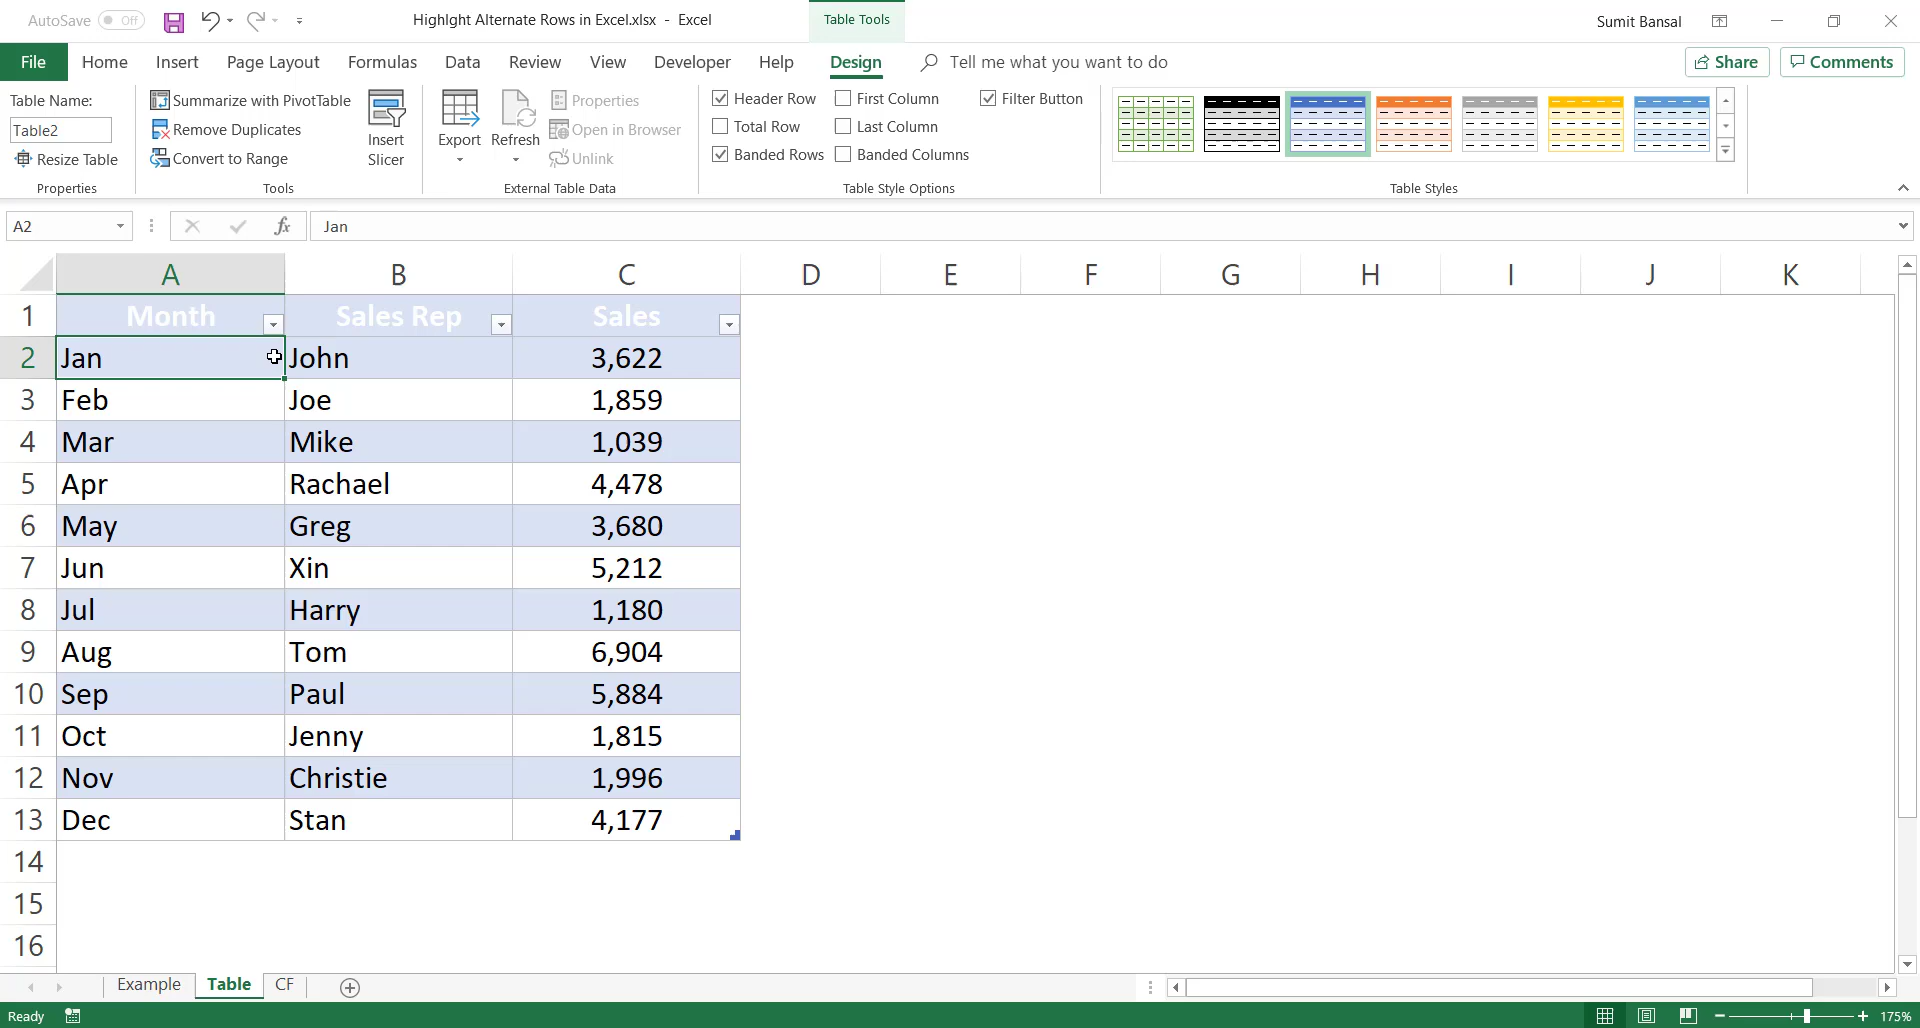 AutoSave Off
Highlght Alternate Rows in Excel.xlsx - Excel
Table Tools
Sumit Bansal
File Home Insert Page Layout Formulas Data Review View Developer Help Design Tell me what you want to do Share Comments
Table Name:
Table2
Resize Table
Properties
Summarize with PivotTable
Remove Duplicates
Convert to Range
Insert
Slicer
Tools
Export
Refresh
Properties
Open in Browser
Unlink
External Table Data
Header Row First Column Filter Button
Total Row Last Column
Banded Rows Banded Columns
Table Style Options
Table Styles
A2 fx Jan
A B C D E F G H I J K
1 Month Sales Rep Sales
2 Jan John 3,622
3 Feb Joe 1,859
4 Mar Mike 1,039
5 Apr Rachael 4,478
6 May Greg 3,680
7 Jun Xin 5,212
8 Jul Harry 1,180
9 Aug Tom 6,904
10 Sep Paul 5,884
11 Oct Jenny 1,815
12 Nov Christie 1,996
13 Dec Stan 4,177
14
15
16
Example Table CF
Ready 175%